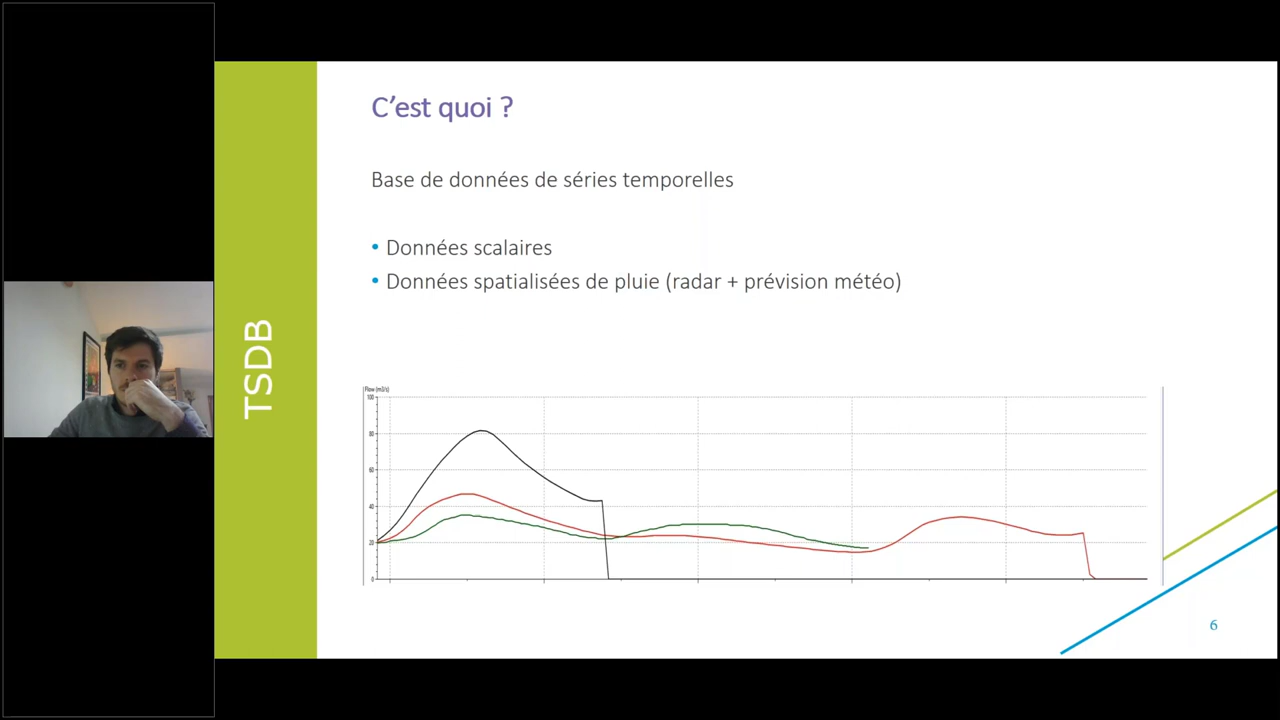 TSDB
C’est quoi ?
Base de données de séries temporelles
• Données scalaires
• Données spatialisées de pluie (radar + prévision météo)
Flow (m3/s)
100
80
60
40
20
0
6